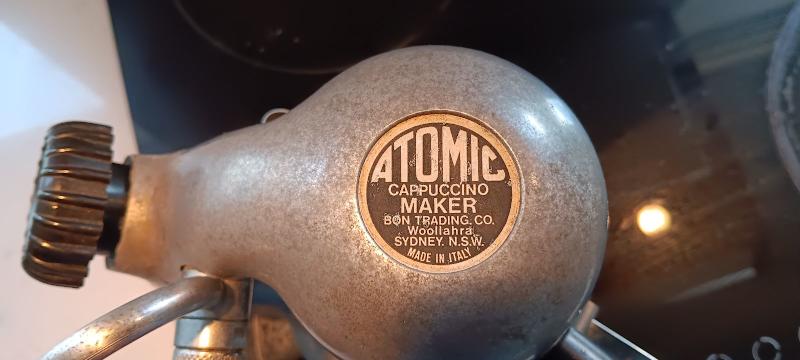 ATOMIC
CAPPUCCINO
MAKER
BON TRADING. CO.
Woollahra
SYDNEY. N.S.W.
MADE IN ITALY